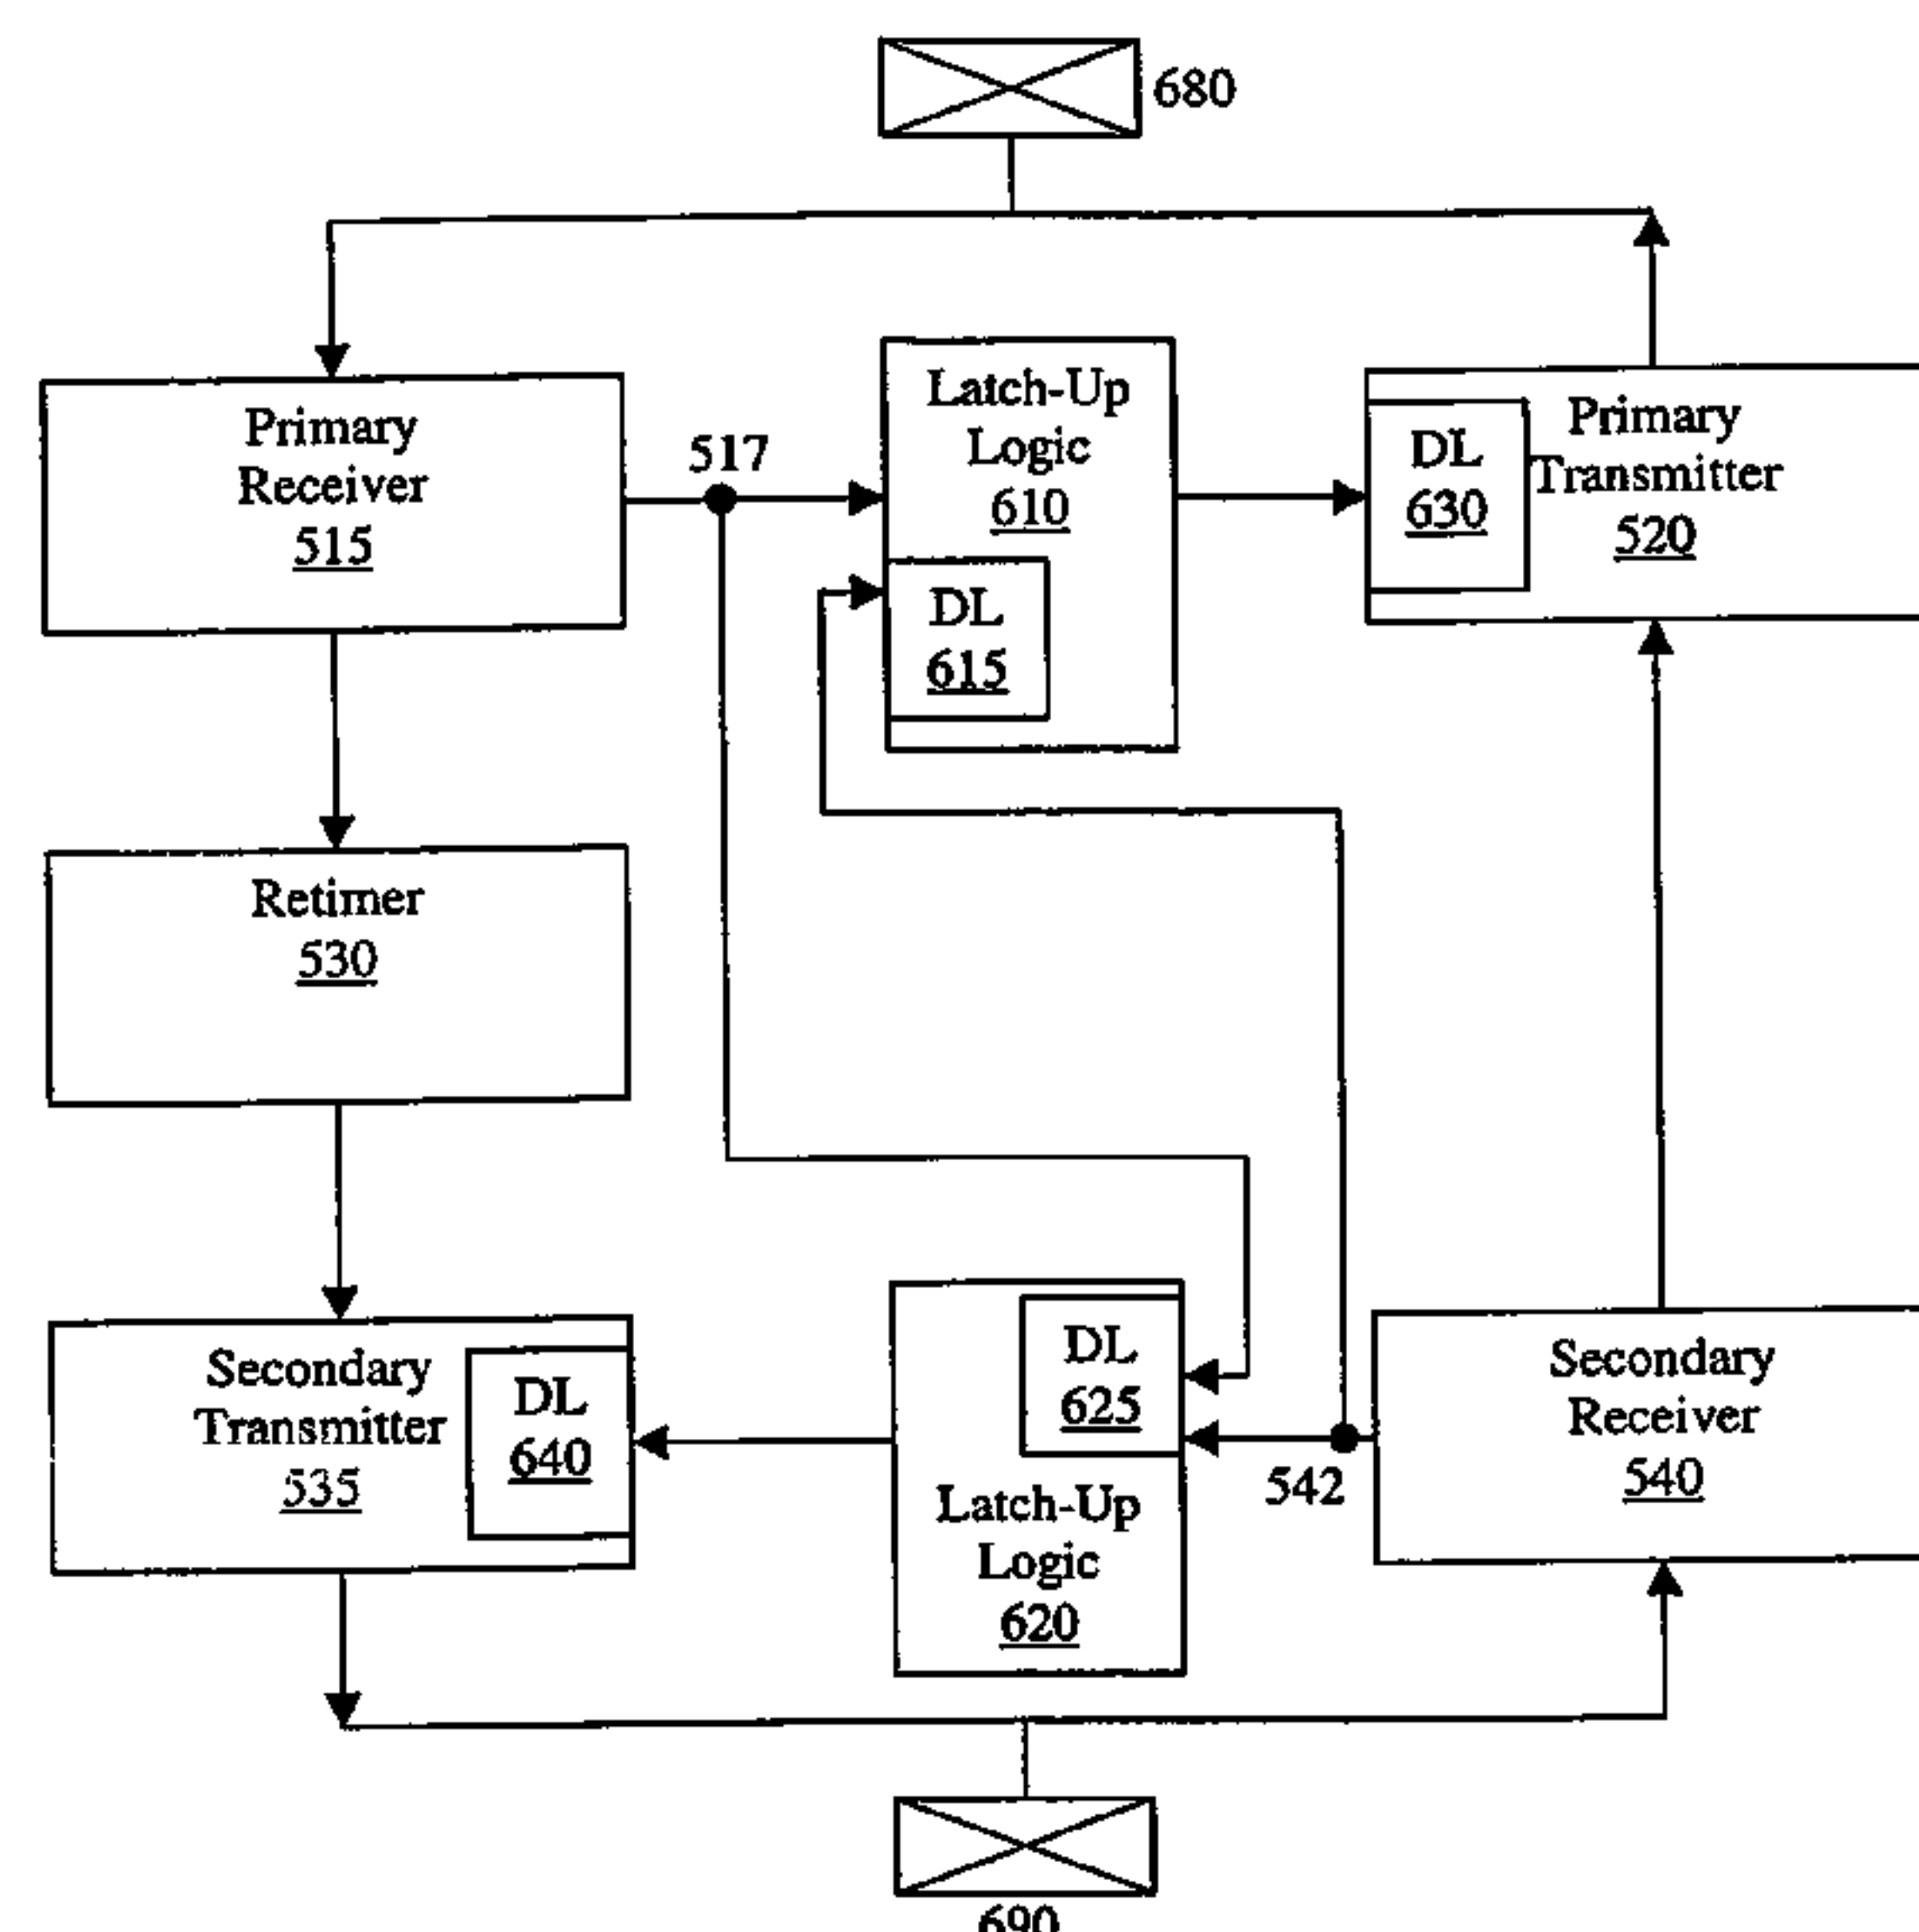 680
Primary
Receiver
515
517
Latch-Up
Logic
610
DL
615
DL
630
Primary
Transmitter
520
Retimer
530
Secondary
Transmitter
535
DL
640
DL
625
Latch-Up
Logic
620
542
Secondary
Receiver
540
690